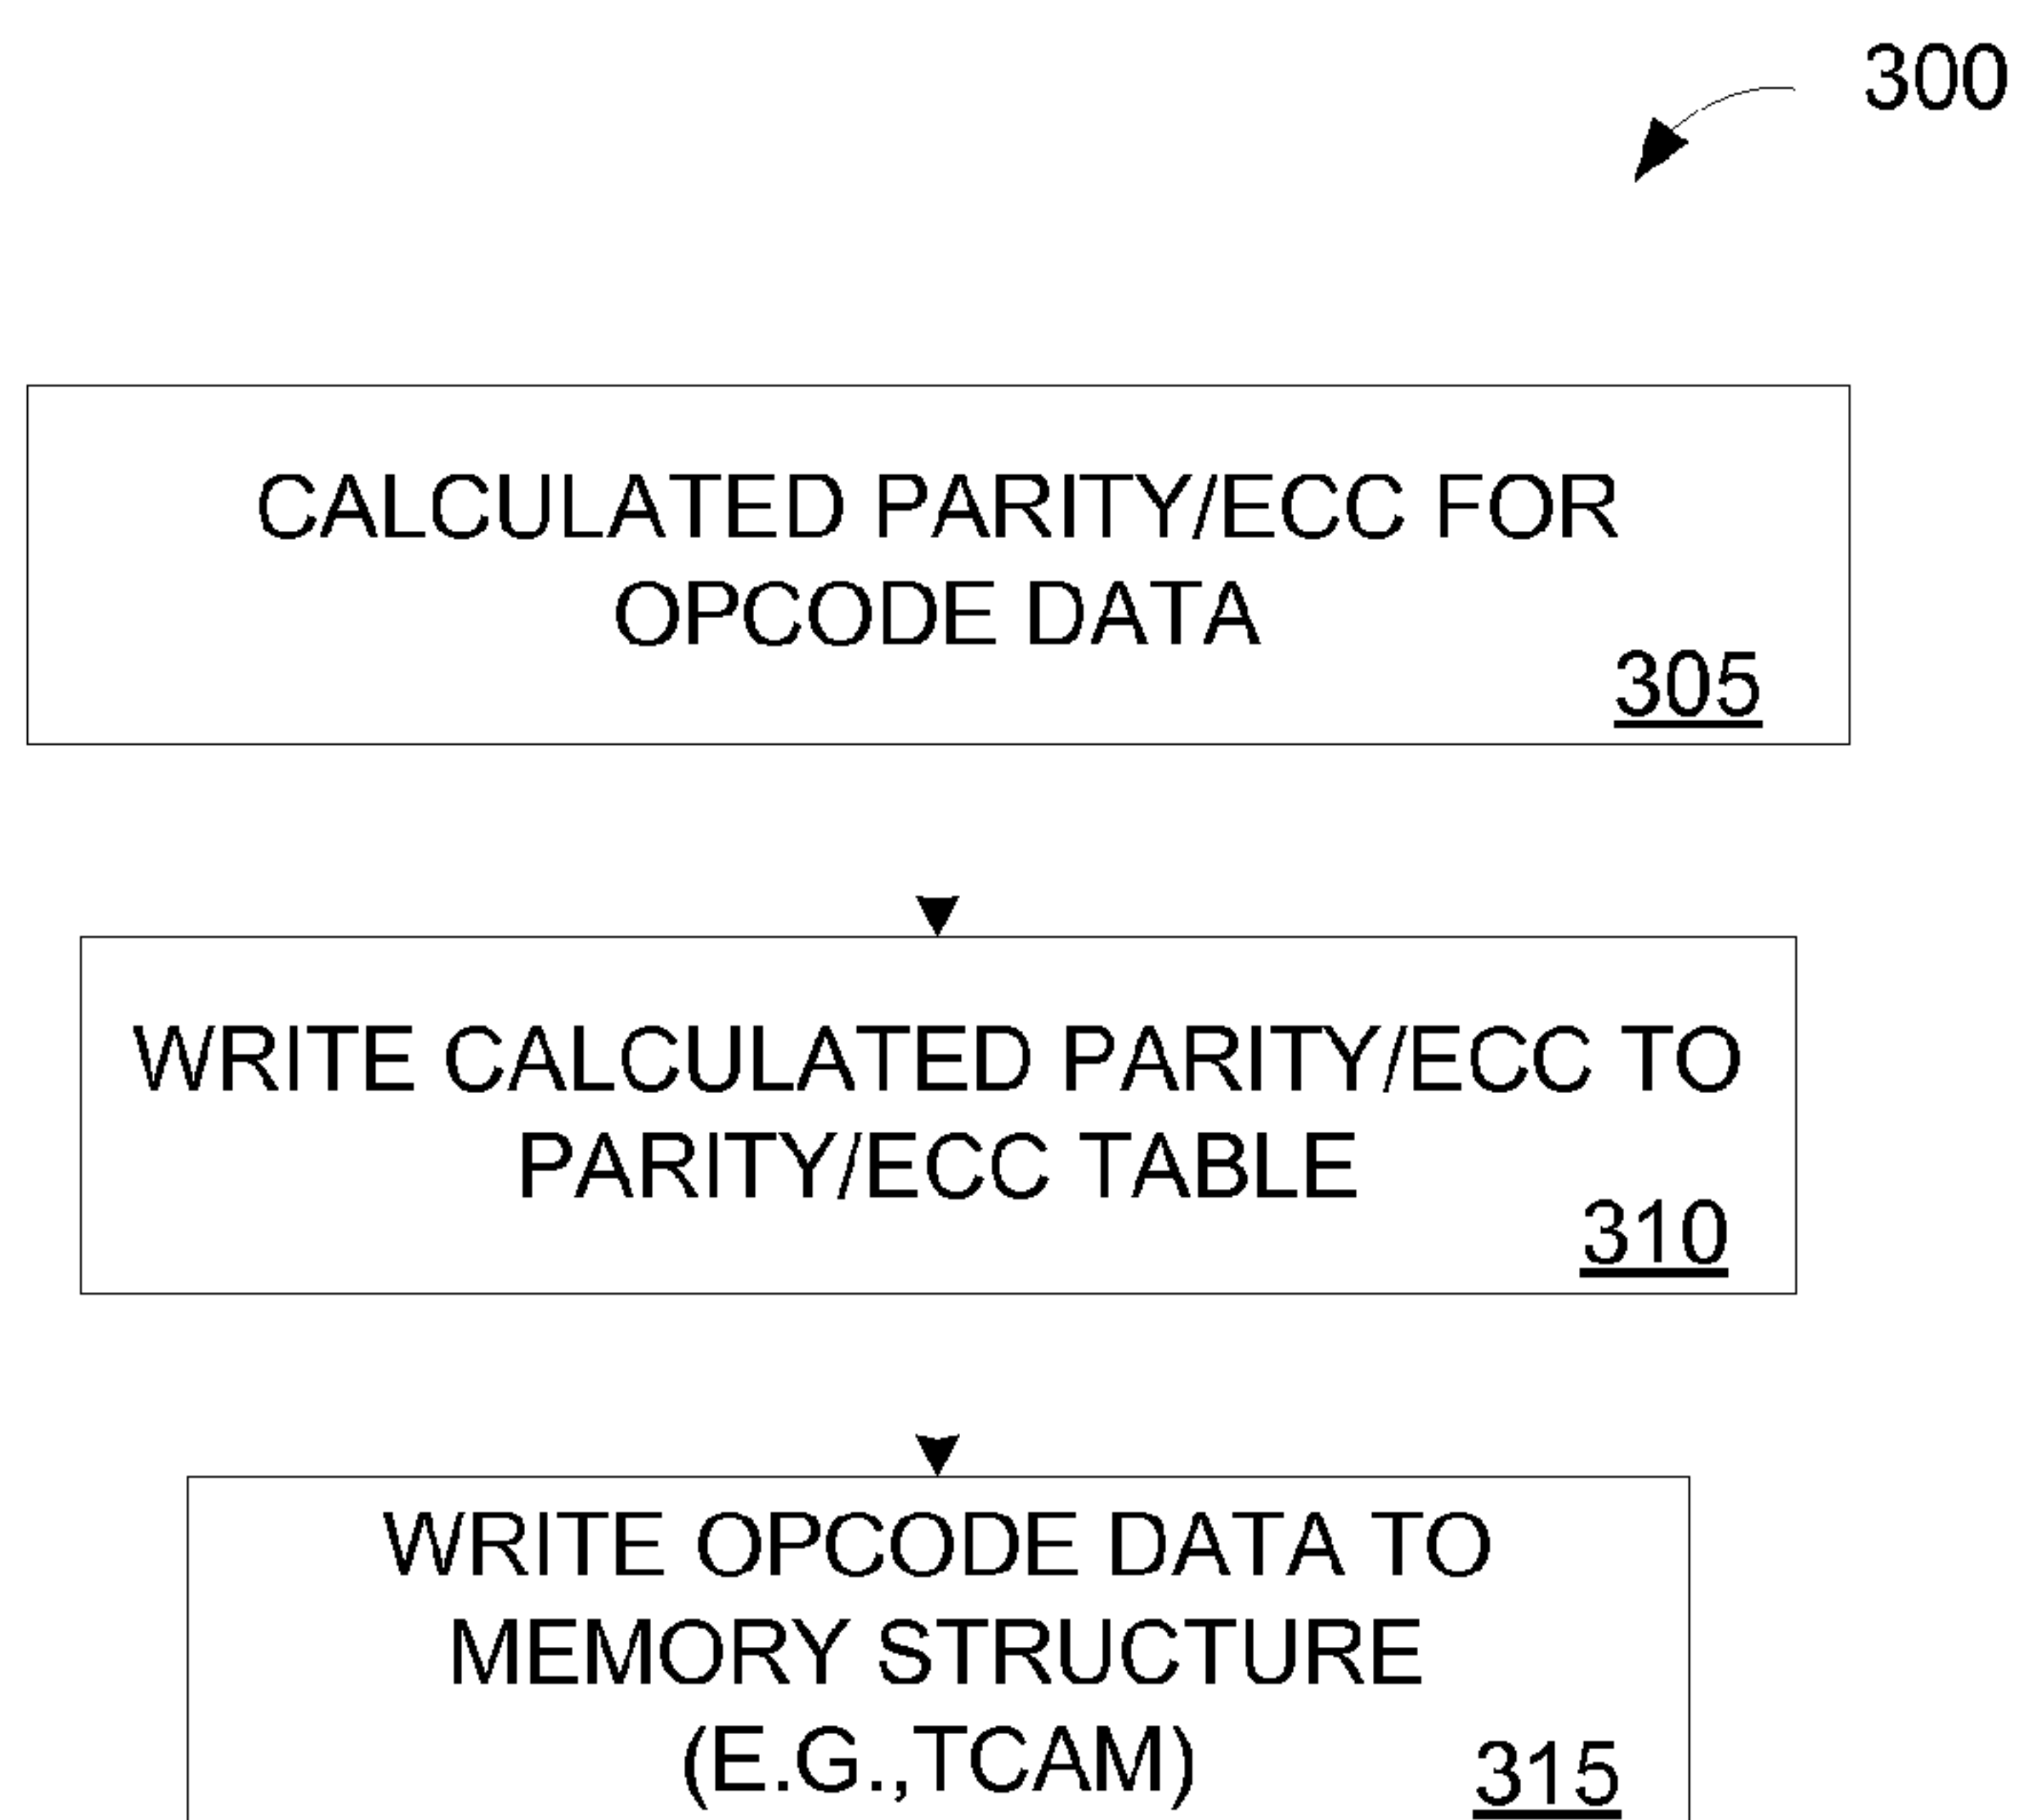 300
CALCULATED PARITY/ECC FOR
OPCODE DATA
305
WRITE CALCULATED PARITY/ECC TO
PARITY/ECC TABLE
310
WRITE OPCODE DATA TO
MEMORY STRUCTURE
(E.G.,TCAM)
315